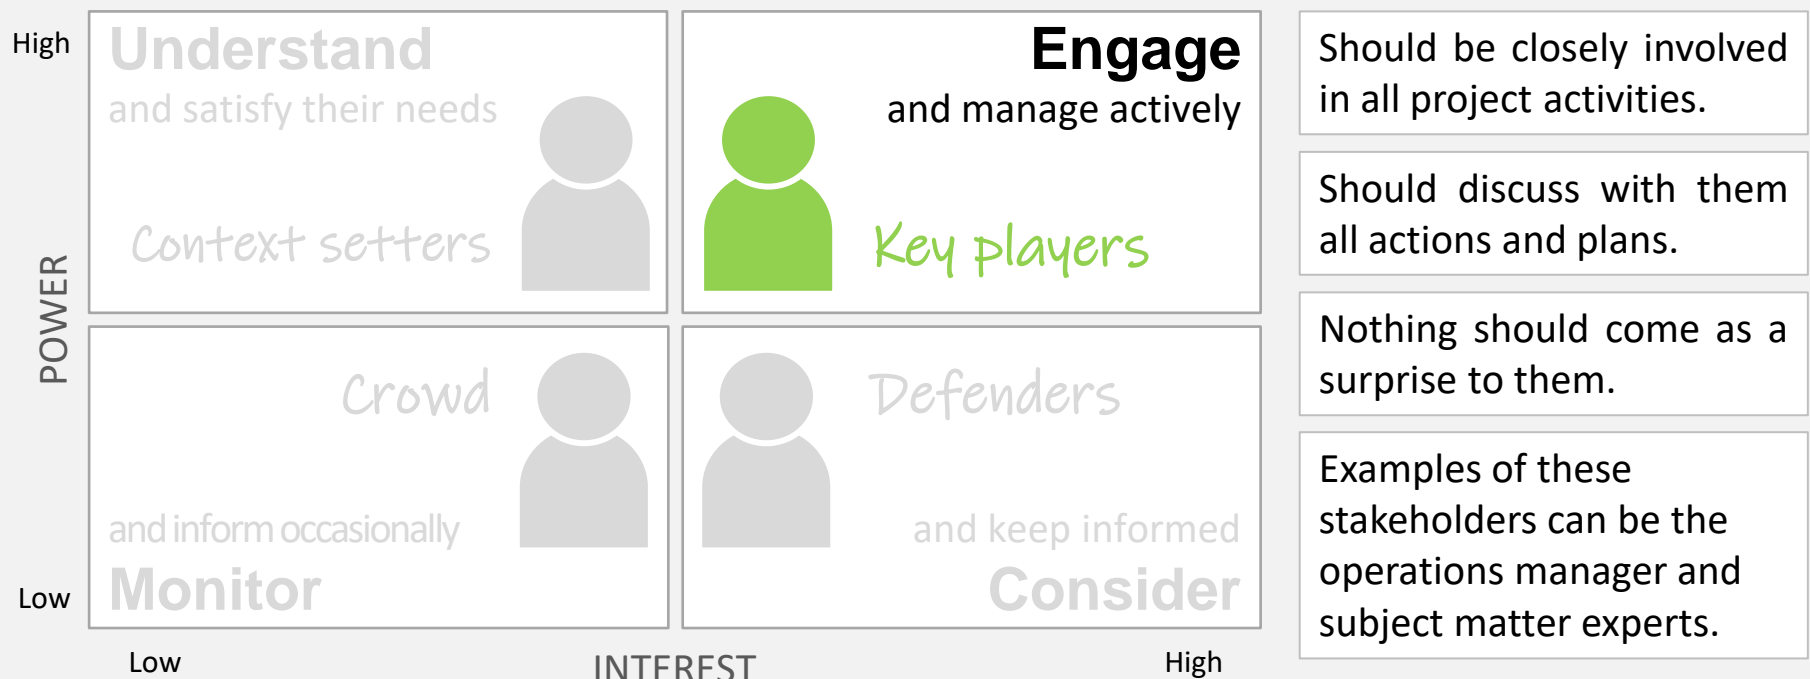 High
Understand
and satisfy their needs
Context setters
Engage
and manage actively
Key players
POWER
Crowd
and inform occasionally
Monitor
Defenders
and keep informed
Consider
Low
Low
INTEREST
High
Should be closely involved
in all project activities.
Should discuss with them
all actions and plans.
Nothing should come as a
surprise to them.
Examples of these
stakeholders can be the
operations manager and
subject matter experts.